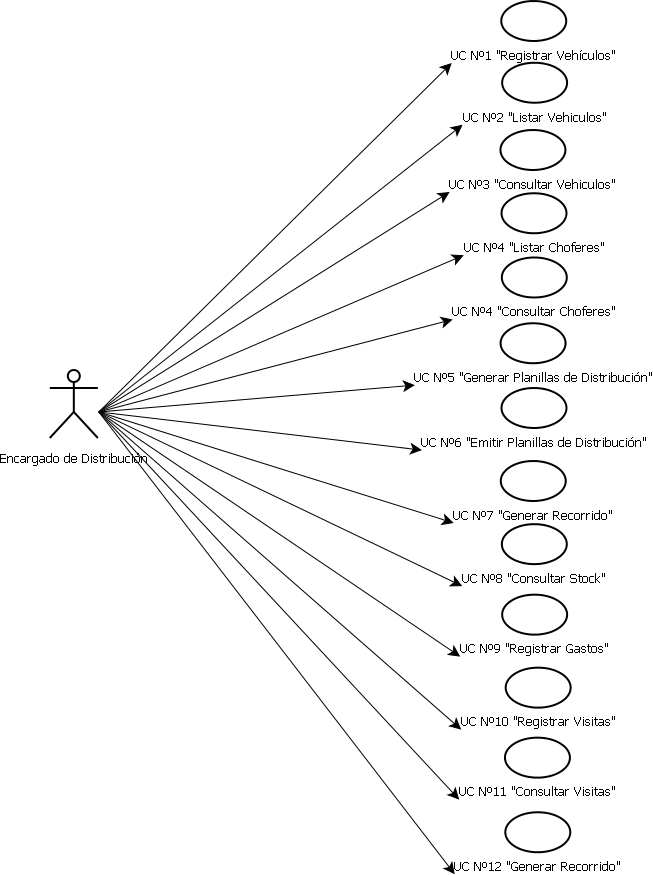 UC Nº1 "Registrar Vehículos"
UC Nº2 "Listar Vehiculos"
UC Nº3 "Consultar Vehiculos"
UC Nº4 "Listar Choferes"
UC Nº4 "Consultar Choferes"
UC Nº5 "Generar Planillas de Distribución"
UC Nº6 "Emitir Planillas de Distribución"
Encargado de Distribución
UC Nº7 "Generar Recorrido"
UC Nº8 "Consultar Stock"
UC Nº9 "Registrar Gastos"
UC Nº10 "Registrar Visitas"
UC Nº11 "Consultar Visitas"
UC Nº12 "Generar Recorrido"